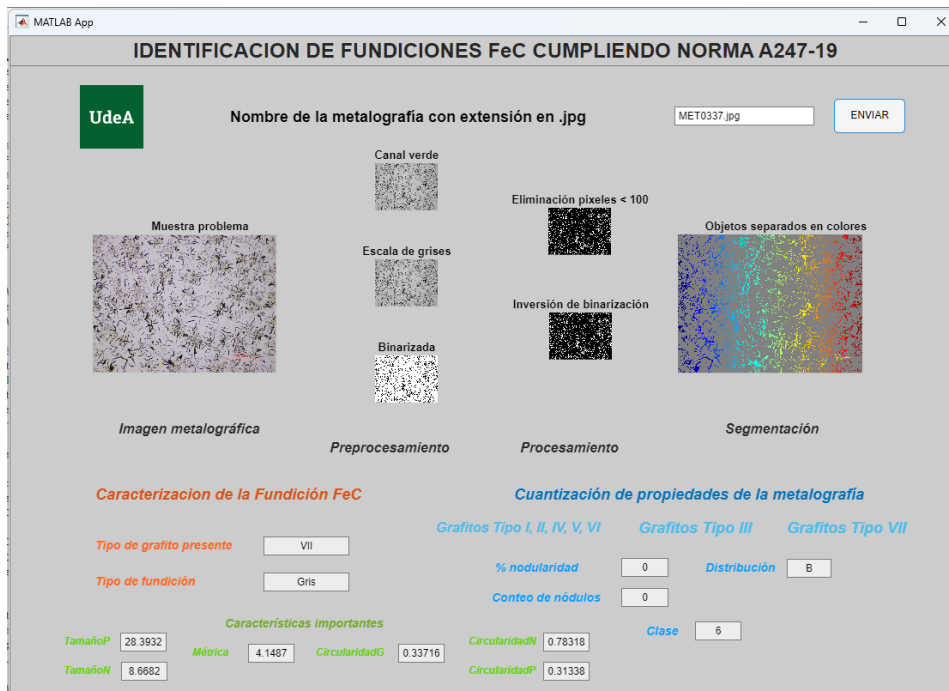 MATLAB App
IDENTIFICACION DE FUNDICIONES FeC CUMPLIENDO NORMA A247-19
UdeA
Nombre de la metalografía con extensión en .jpg
MET0337.jpg
ENVIAR
Canal verde
Eliminación pixeles < 100
Muestra problema
Objetos separados en colores
Escala de grises
Inversión de binarización
Binarizada
Imagen metalográfica
Segmentación
Preprocesamiento
Procesamiento
Caracterizacion de la Fundición FeC
Cuantización de propiedades de la metalografía
Grafitos Tipo I, II, IV, V, VI
Grafitos Tipo III
Grafitos Tipo VII
Tipo de grafito presente
VII
% nodularidad
0
Distribución
B
Tipo de fundición
Gris
Conteo de nódulos
0
Características importantes
Clase
6
TamañoP
28.3932
Métrica
4.1487
CircularidadG
0.33716
CircularidadN
0.78318
TamañoN
8.6682
CircularidadP
0.31338